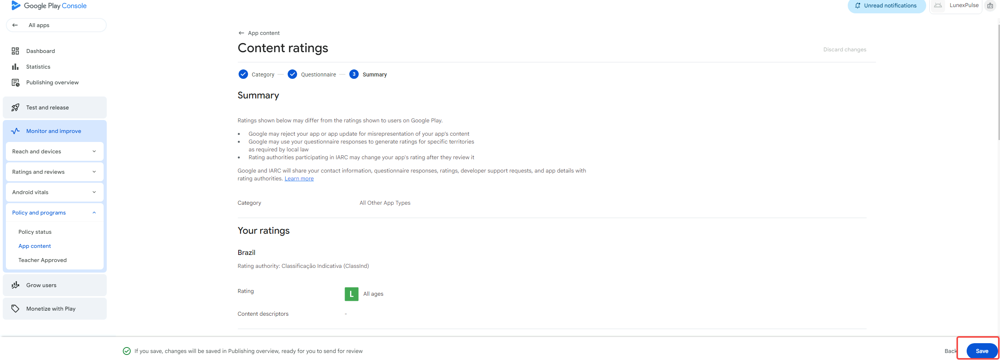 Google Play Console
Unread notifications
LunexPulse
All apps
Dashboard
Statistics
Publishing overview
Test and release
Monitor and improve
Reach and devices
Ratings and reviews
Android vitals
Policy and programs
Policy status
App content
Teacher Approved
Grow users
Monetize with Play
App content
Content ratings
Discard changes
Category
Questionnaire
3 Summary
Summary
Ratings shown below may differ from the ratings shown to users on Google Play.
• Google may reject your app or app update for misrepresentation of your app’s content
• Google may use your questionnaire responses to generate ratings for specific territories
as required by local law
• Rating authorities participating in IARC may change your app's rating after they review it
Google and IARC will share your contact information, questionnaire responses, ratings, developer support requests, and app details with
rating authorities. Learn more
Category All Other App Types
Your ratings
Brazil
Rating authority: Classificação Indicativa (ClassInd)
Rating L All ages
Content descriptors -
If you save, changes will be saved in Publishing overview, ready for you to send for review
Back
Save